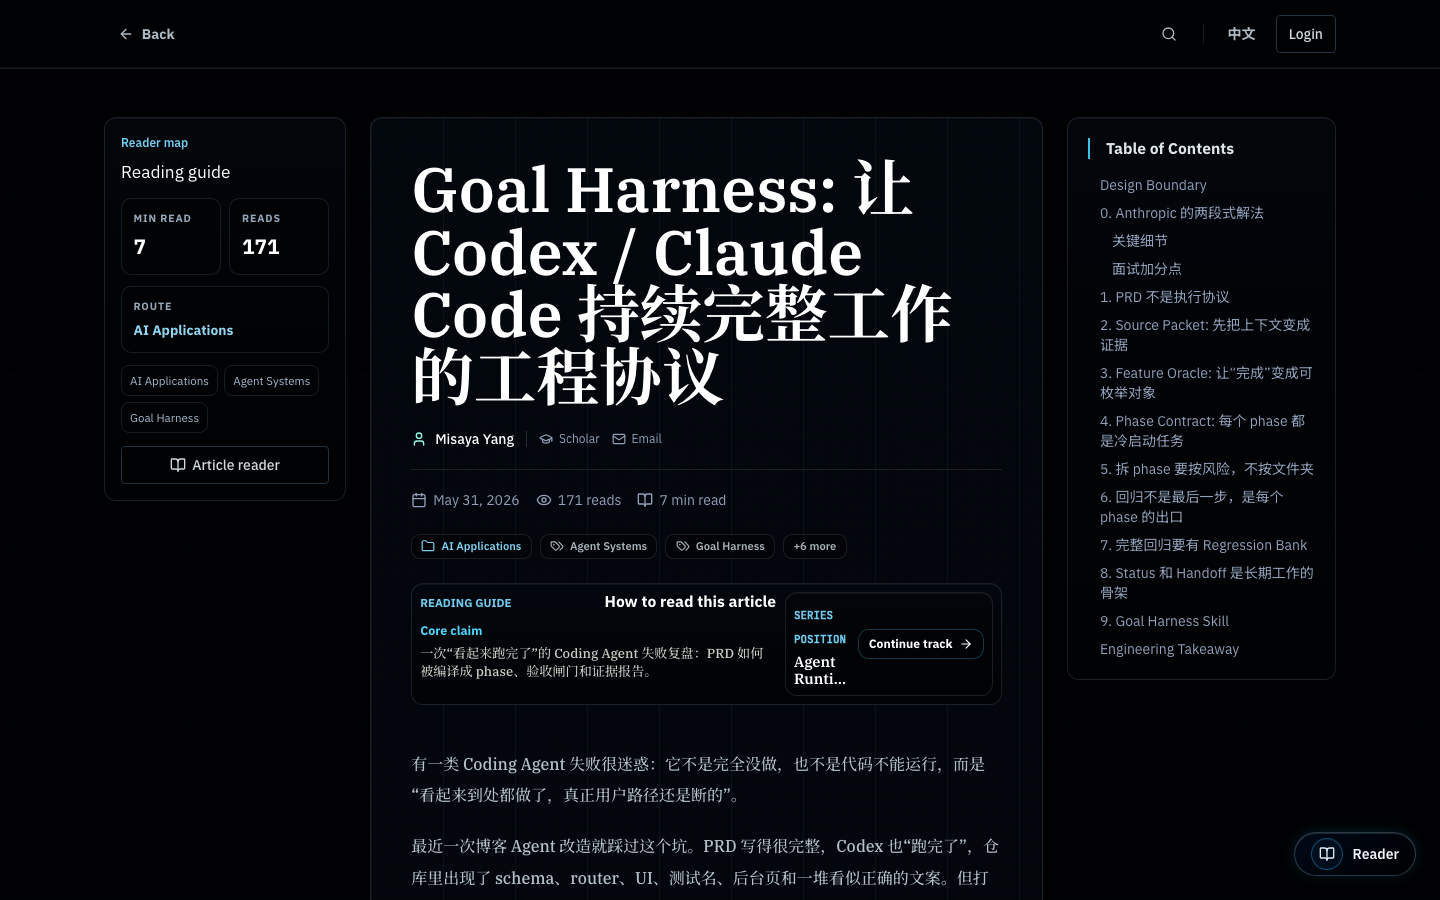 Back
中文
Login
Reader map
Reading guide
MIN READ
7
READS
171
ROUTE
AI Applications
AI Applications
Agent Systems
Goal Harness
Article reader
Goal Harness: 让
Codex / Claude
Code 持续完整工作
的工程协议
Misaya Yang
Scholar
Email
May 31, 2026
171 reads
7 min read
AI Applications
Agent Systems
Goal Harness
+6 more
READING GUIDE
How to read this article
Core claim
一次“看起来跑完了”的 Coding Agent 失败复盘：PRD 如何
被编译成 phase、验收闸门和证据报告。
SERIES
POSITION
Agent
Runti...
Continue track
有一类 Coding Agent 失败很迷惑：它不是完全没做，也不是代码不能运行，而是
“看起来到处都做了，真正用户路径还是断的”。
最近一次博客 Agent 改造就踩过这个坑。PRD 写得很完整，Codex 也“跑完了”，仓
库里出现了 schema、router、UI、测试名、后台页和一堆看似正确的文案。但打
Table of Contents
Design Boundary
0. Anthropic 的两段式解法
关键细节
面试加分点
1. PRD 不是执行协议
2. Source Packet: 先把上下文变成
证据
3. Feature Oracle: 让“完成”变成可
枚举对象
4. Phase Contract: 每个 phase 都
是冷启动任务
5. 拆 phase 要按风险，不按文件夹
6. 回归不是最后一步，是每个
phase 的出口
7. 完整回归要有 Regression Bank
8. Status 和 Handoff 是长期工作的
骨架
9. Goal Harness Skill
Engineering Takeaway
Reader